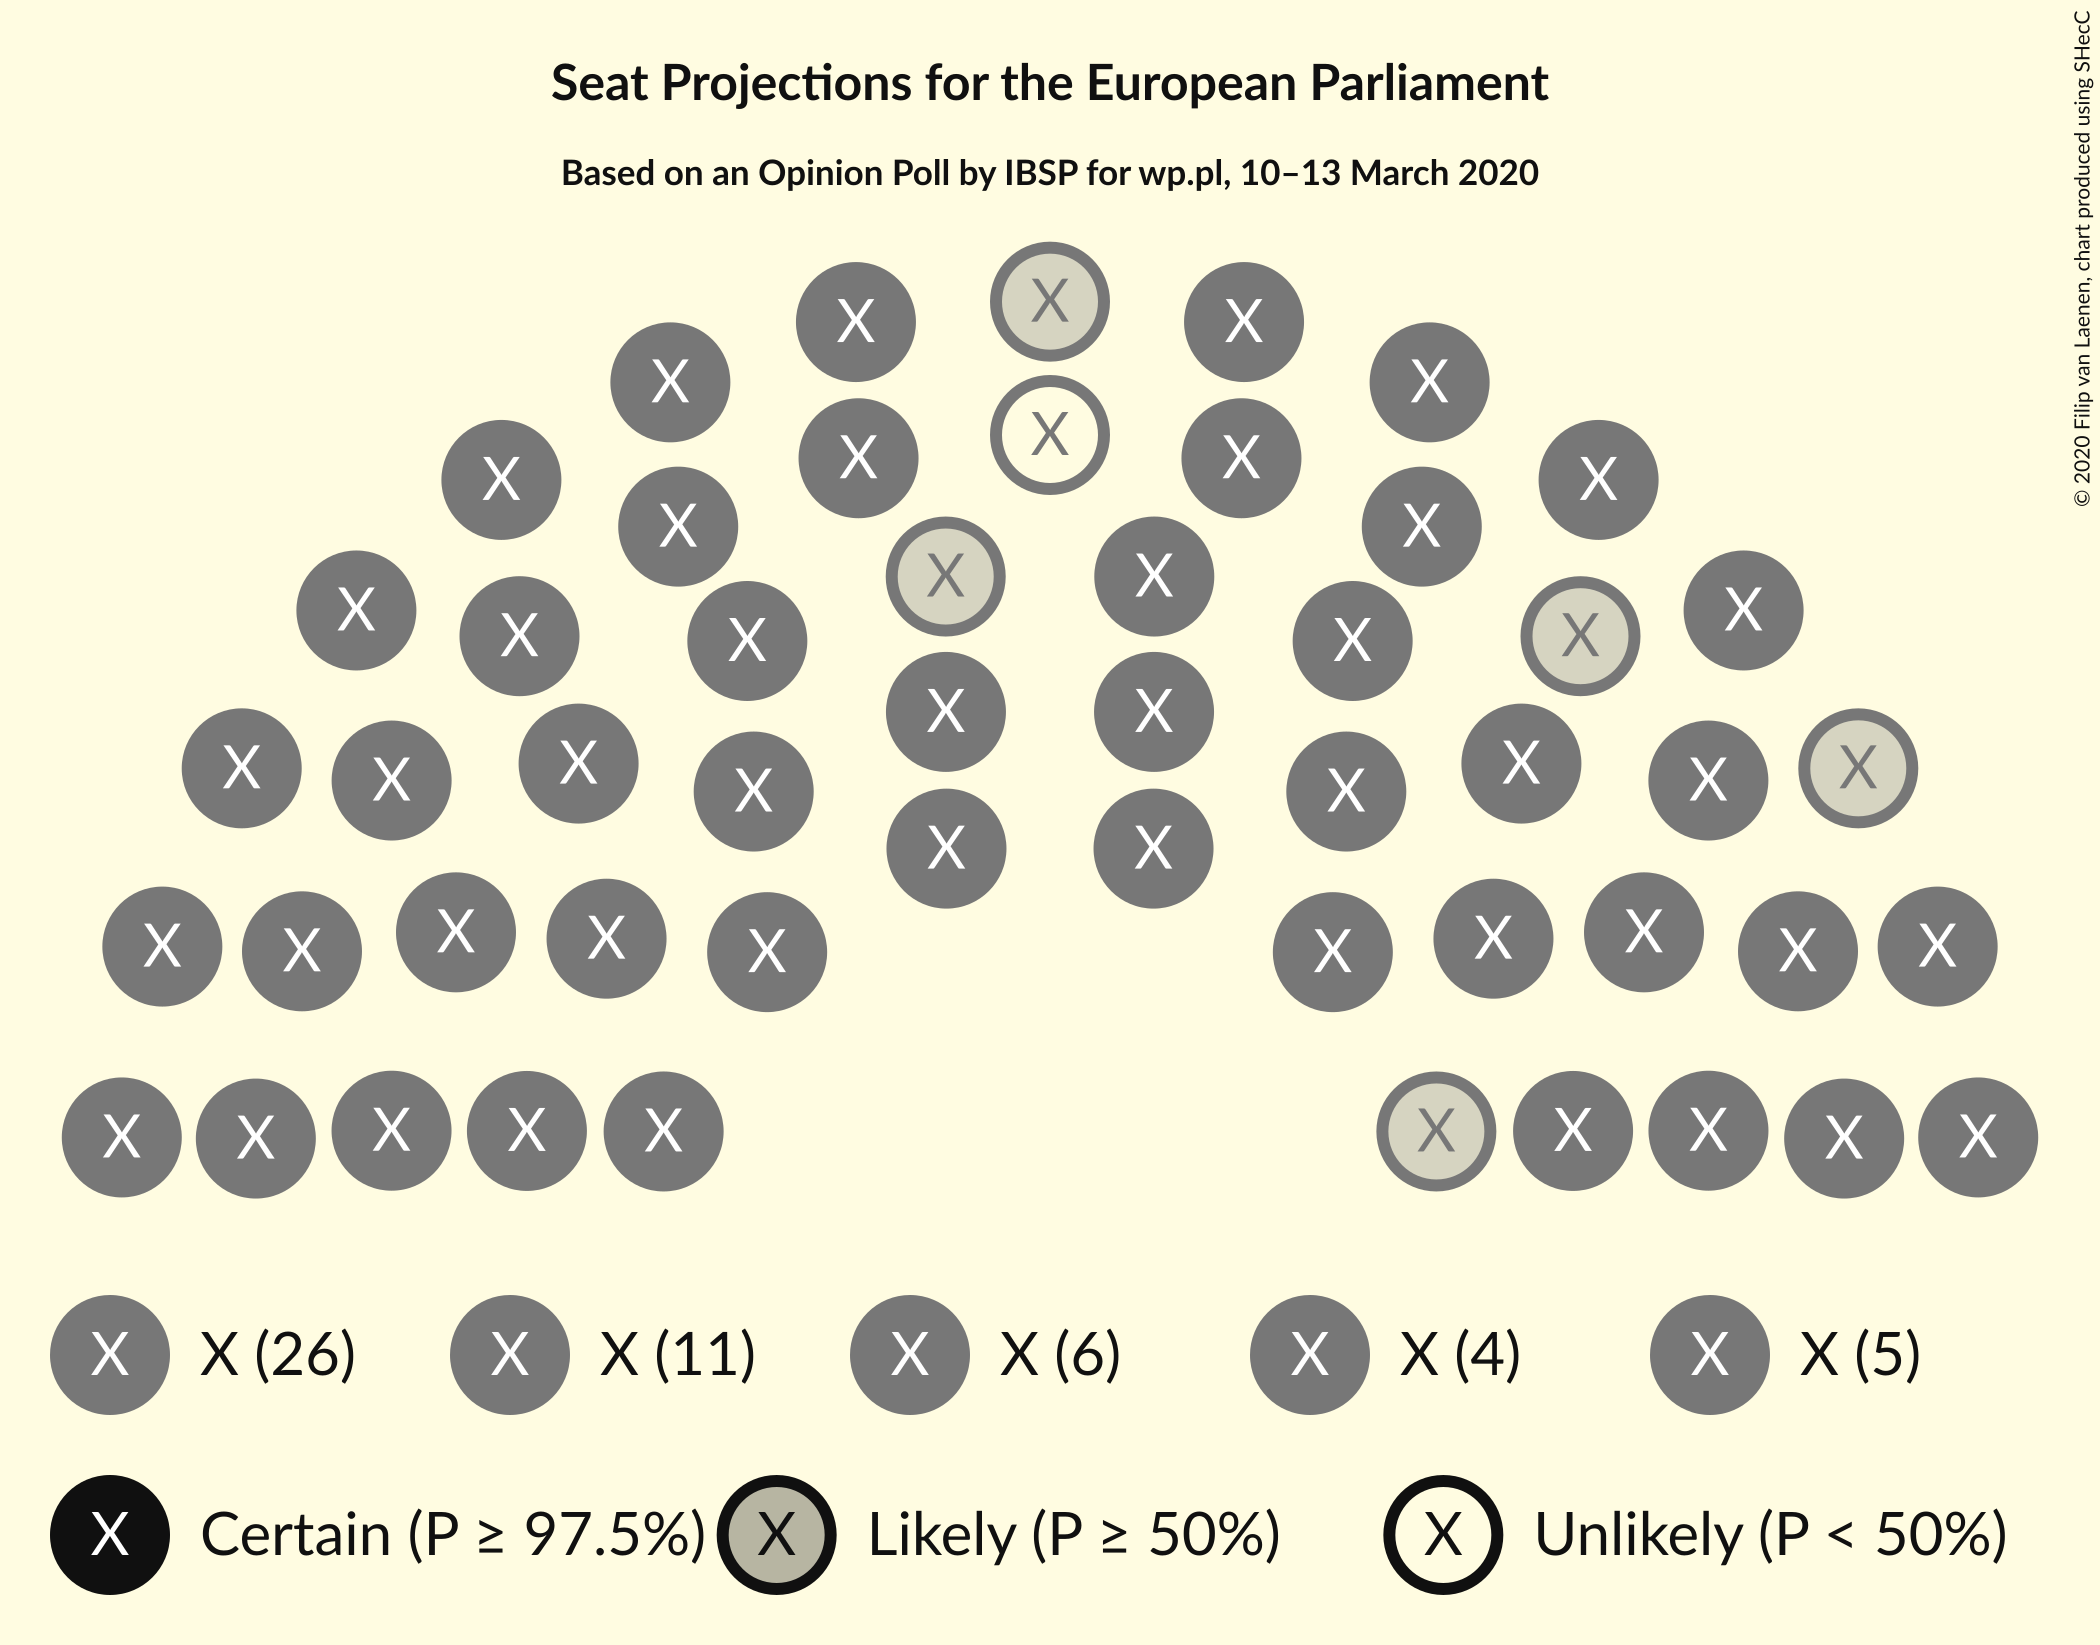 Seat Projections for the European Parliament
Based on an Opinion Poll by IBSP for wp.pl, 10–13 March 2020
© 2020 Filip van Laenen, chart produced using SHecC
X
X X
X X
X
X X
X X
X X
X X
X X
X X
X X
X X
X X
X X
X X
X X
X X
X X X X X X X X X X
X X X X X X X X X X
X X (26) X X (11) X X (6) X X (4) X X (5)
X Certain (P ≥ 97.5%) X Likely (P ≥ 50%) X Unlikely (P < 50%)